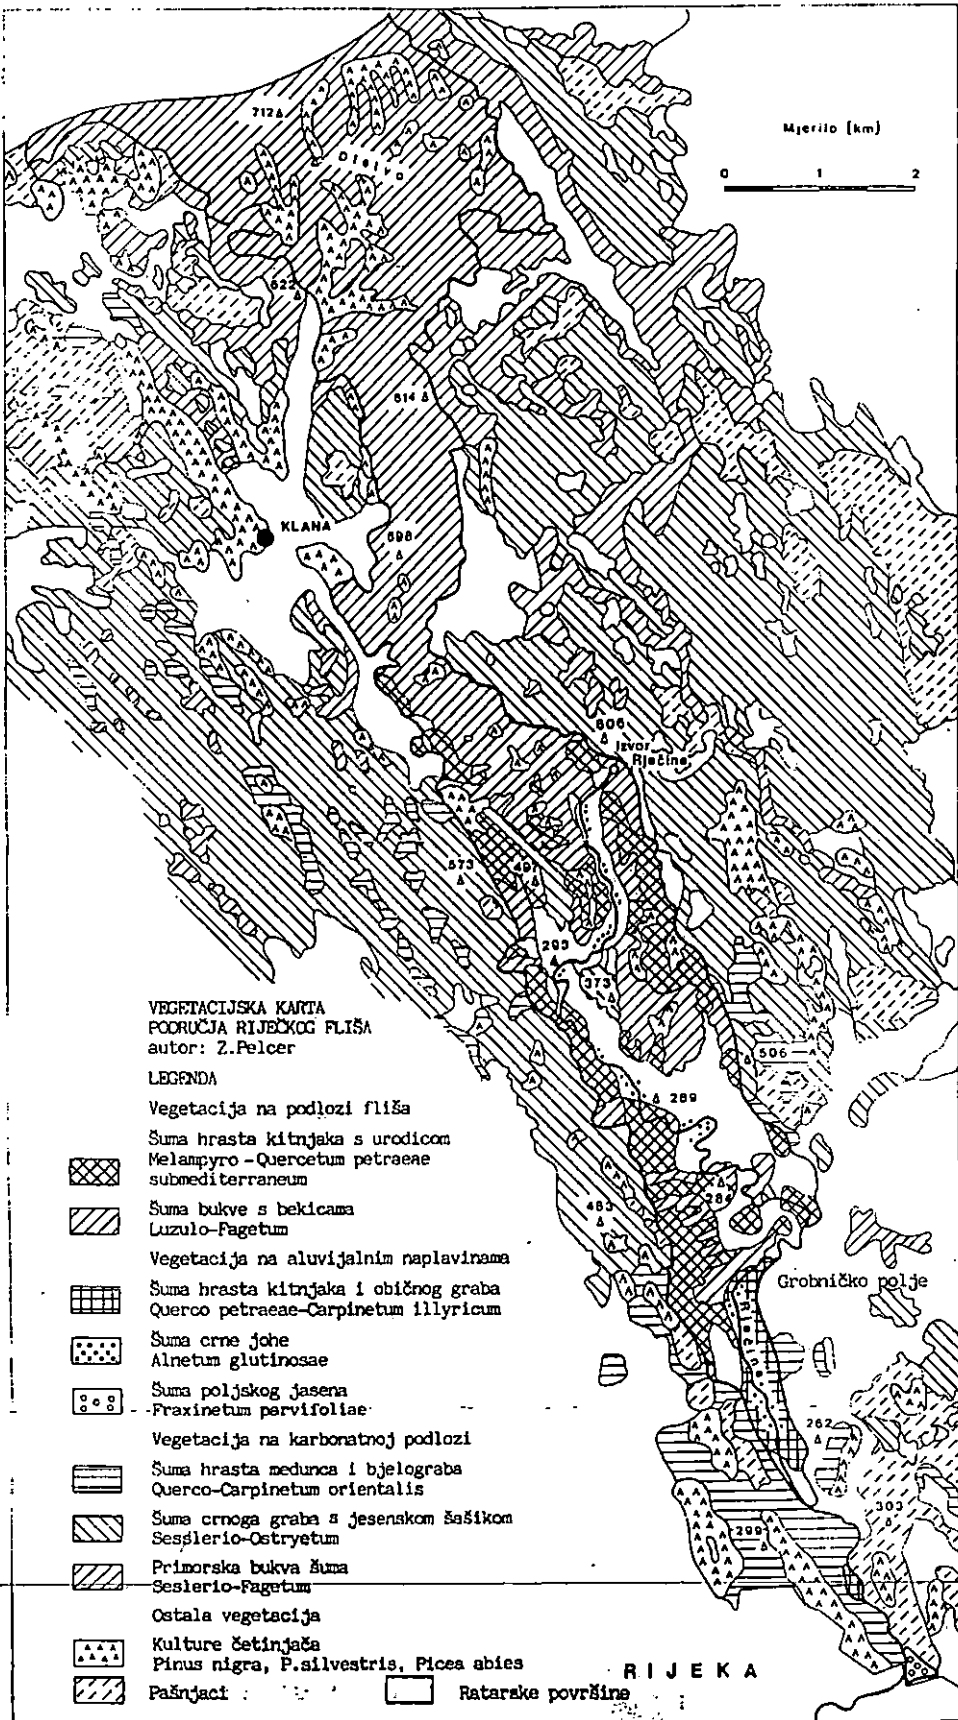 Mjerilo (km)
0 1 2
712
Dletvo
622
614
KLANA
698
606
Izvor
Rječine
573
497
293
373
506
289
284
483
Grobničko polje
Rječina
262
303
299
VEGETACIJSKA KARTA
PODRUČJA RIJEČKOG FLIŠA
autor: Z.Pelcer
LEGENDA
Vegetacija na podlozi fliša
Šuma hrasta kitnjaka s urodicom
Melampyro-Quercetum petraeae
submediterraneum
Šuma bukve s bekicama
Luzulo-Fagetum
Vegetacija na aluvijalnim naplavinama
Šuma hrasta kitnjaka i običnog graba
Querco petraeae-Carpinetum illyricum
Šuma crne johe
Alnetum glutinosae
Šuma poljskog jasena
Fraxinetum parvifoliae
Vegetacija na karbonatnoj podlozi
Šuma hrasta medunca i bjelograba
Querco-Carpinetum orientalis
Šuma crnoga graba s jesenskom šašikom
Sesslerio-Ostryetum
Primorska bukva šuma
Seslerio-Fagetum
Ostala vegetacija
Kulture četinjača
Pinus nigra, P.silvestris, Picea abies
Pašnjaci
Ratarske površine
RIJEKA